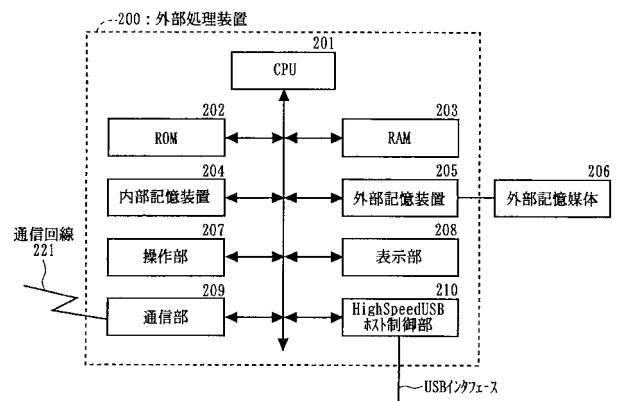 200：外部処理装置
201
CPU
202
ROM
203
RAM
204
内部記憶装置
205
外部記憶装置
206
外部記憶媒体
207
操作部
208
表示部
通信回線
221
209
通信部
210
HighSpeedUSB
ホスト制御部
USBインタフェース